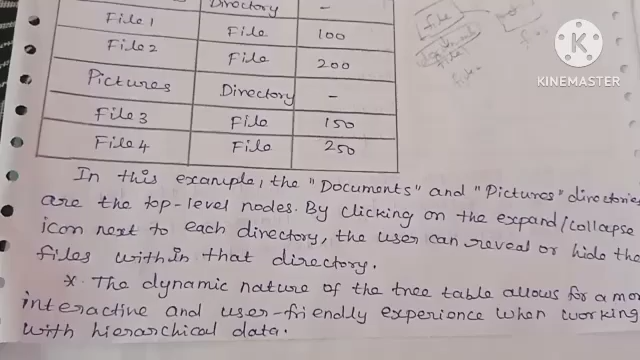 Directory -
File 1 File 100
File 2 File 200
Pictures Directory -
File 3 File 150
File 4 File 250
In this example, the "Documents" and "Pictures" directories
are the top-level nodes. By clicking on the expand/collapse
icon next to each directory, the user can reveal or hide the
files within that directory.
*. The dynamic nature of the tree table allows for a mor
interactive and user-friendly experience when working
with hierarchical data.
KINEMASTER